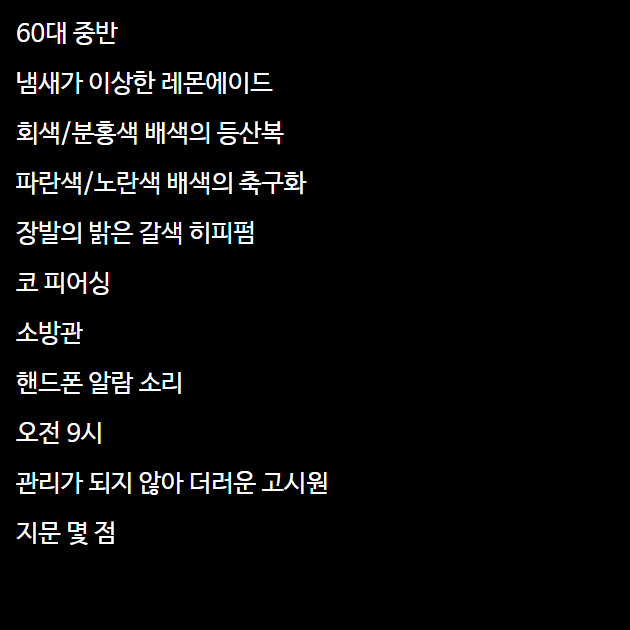 60대 중반
냄새가 이상한 레몬에이드
회색/분홍색 배색의 등산복
파란색/노란색 배색의 축구화
장발의 밝은 갈색 히피펌
코 피어싱
소방관
핸드폰 알람 소리
오전 9시
관리가 되지 않아 더러운 고시원
지문 몇 점